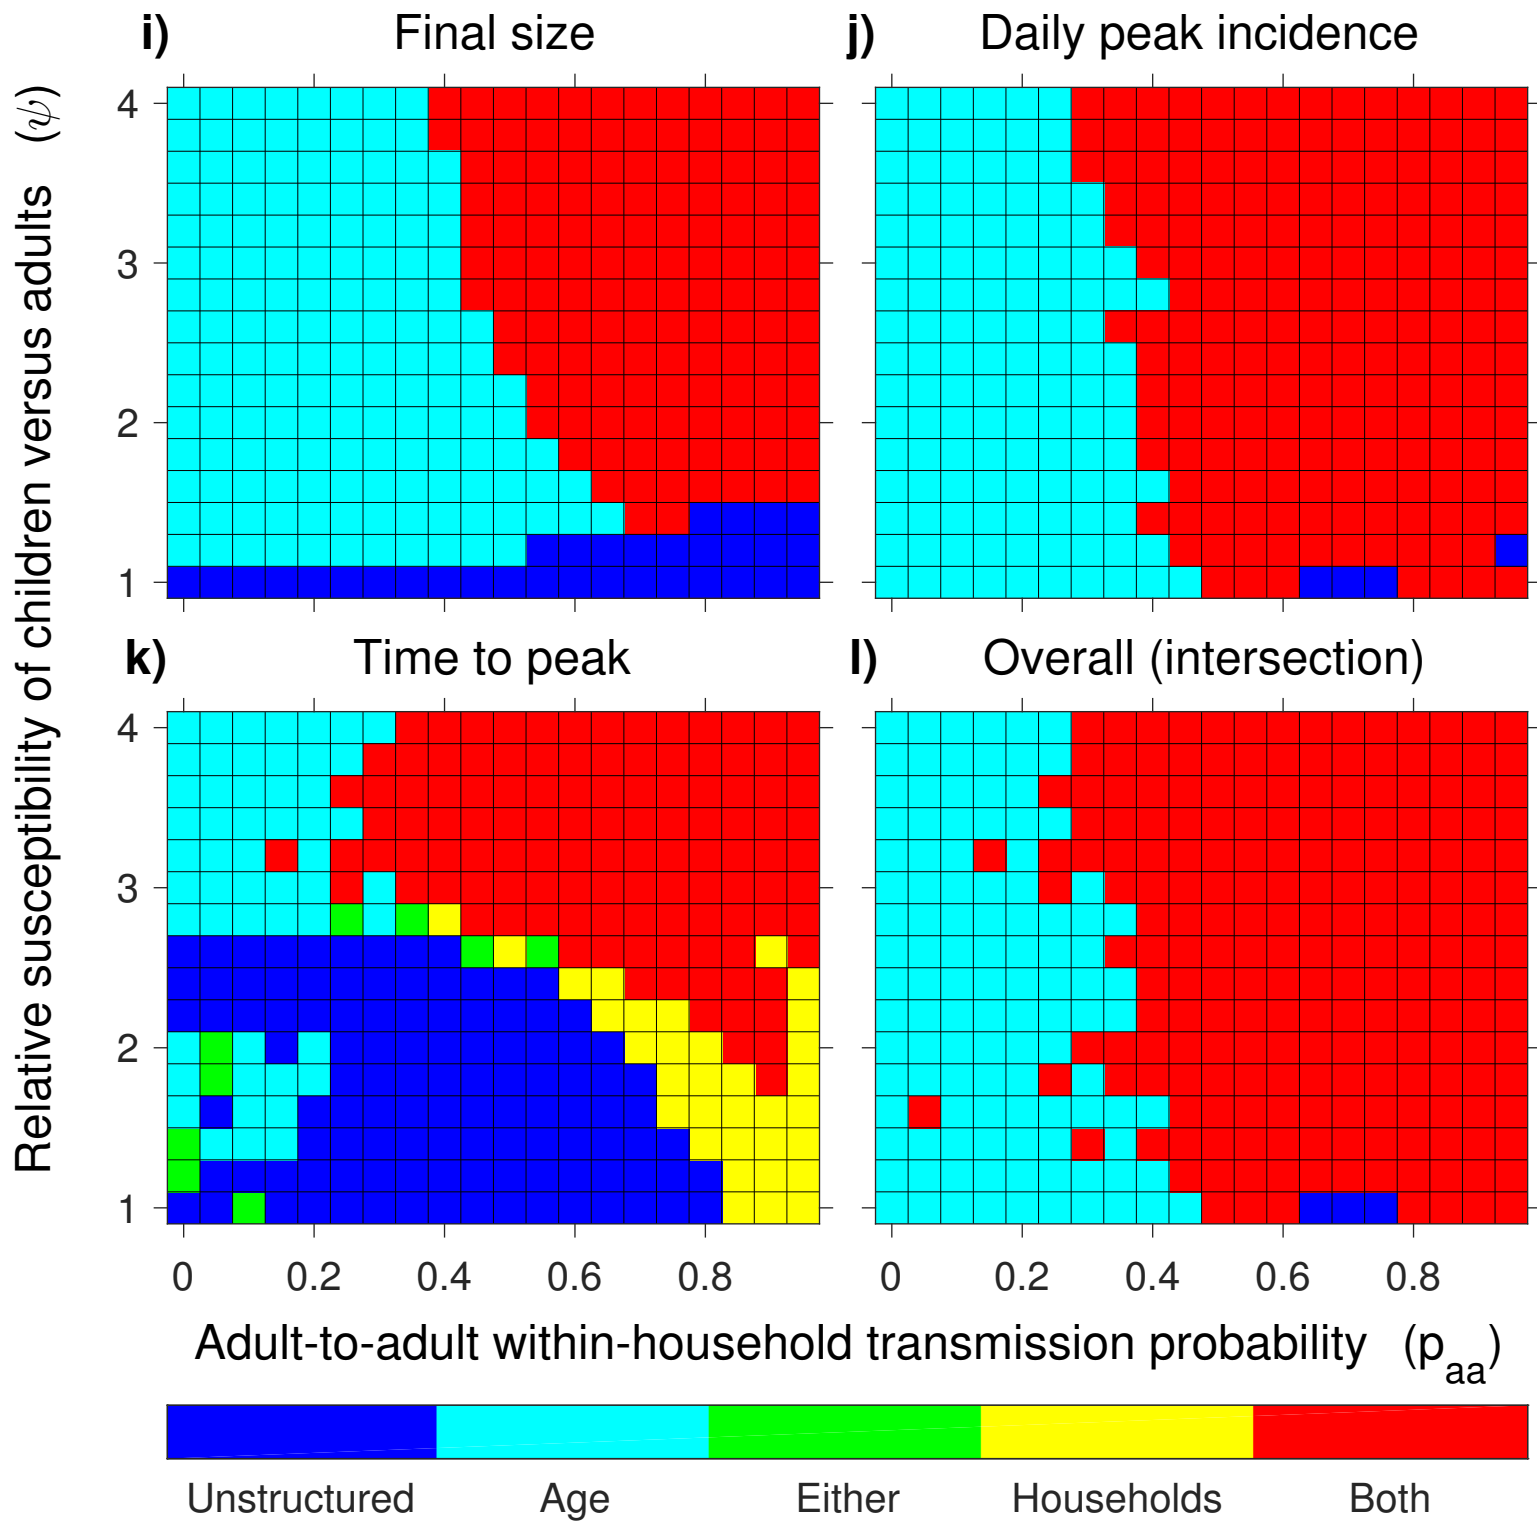 i) Final size
j) Daily peak incidence
Relative susceptibility of children versus adults (ψ)
4
3
2
1
k) Time to peak
l) Overall (intersection)
4
3
2
1
0 0.2 0.4 0.6 0.8
0 0.2 0.4 0.6 0.8
Adult-to-adult within-household transmission probability (p_aa)
Unstructured Age Either Households Both